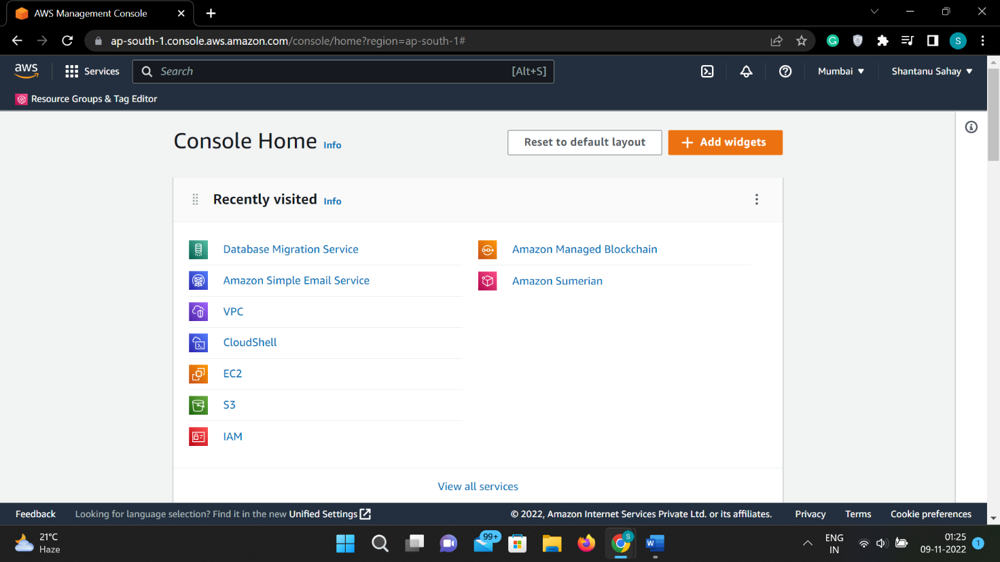 AWS Management Console
ap-south-1.console.aws.amazon.com/console/home?region=ap-south-1#
S
aws
Services
Search
[Alt+S]
Mumbai
Shantanu Sahay
Resource Groups & Tag Editor
Console Home Info
Reset to default layout
Add widgets
Recently visited Info
Database Migration Service
Amazon Managed Blockchain
Amazon Simple Email Service
Amazon Sumerian
VPC
CloudShell
EC2
S3
IAM
View all services
Feedback
Looking for language selection? Find it in the new Unified Settings
© 2022, Amazon Internet Services Private Ltd. or its affiliates.
Privacy
Terms
Cookie preferences
21°C
Haze
99+
S
W
ENG
IN
01:25
09-11-2022
1